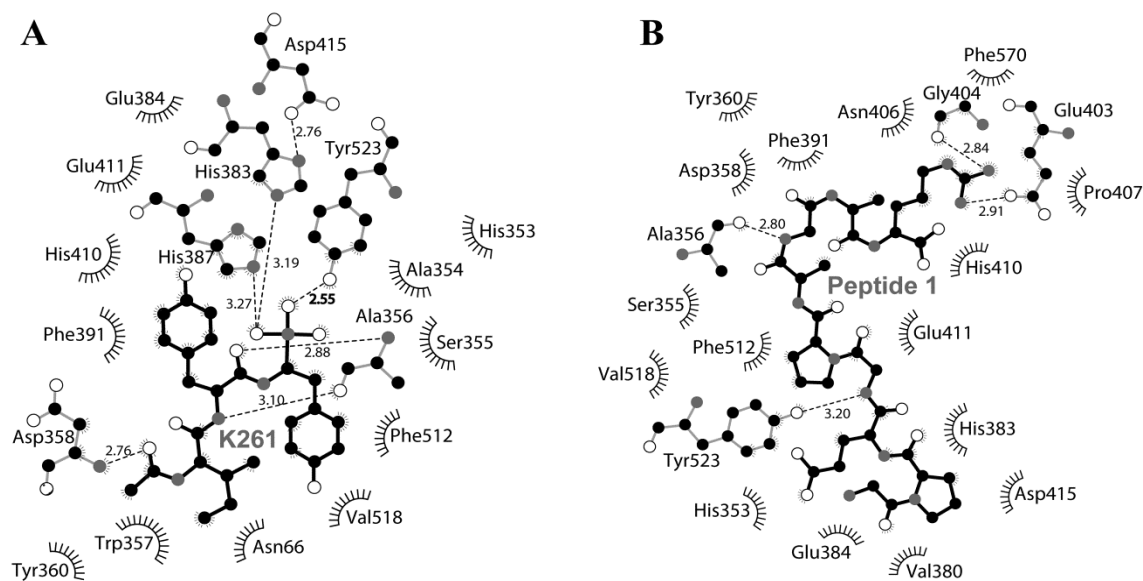 A
Asp415
Glu384
2.76
Tyr523
His383
Glu411
His353
His387
His410
3.19
Ala354
3.27
2.55
Ala356
Phe391
Ser355
2.88
3.10
K261
Phe512
Asp358
2.76
Val518
Trp357
Asn66
Tyr360
B
Phe570
Tyr360
Gly404
Asn406
Glu403
Phe391
2.84
Asp358
Pro407
2.91
2.80
Ala356
His410
Peptide 1
Ser355
Glu411
Phe512
Val518
3.20
His383
Tyr523
Asp415
His353
Glu384
Val380